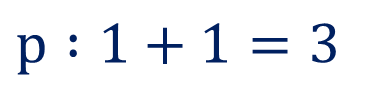 p : 1 + 1 = 3